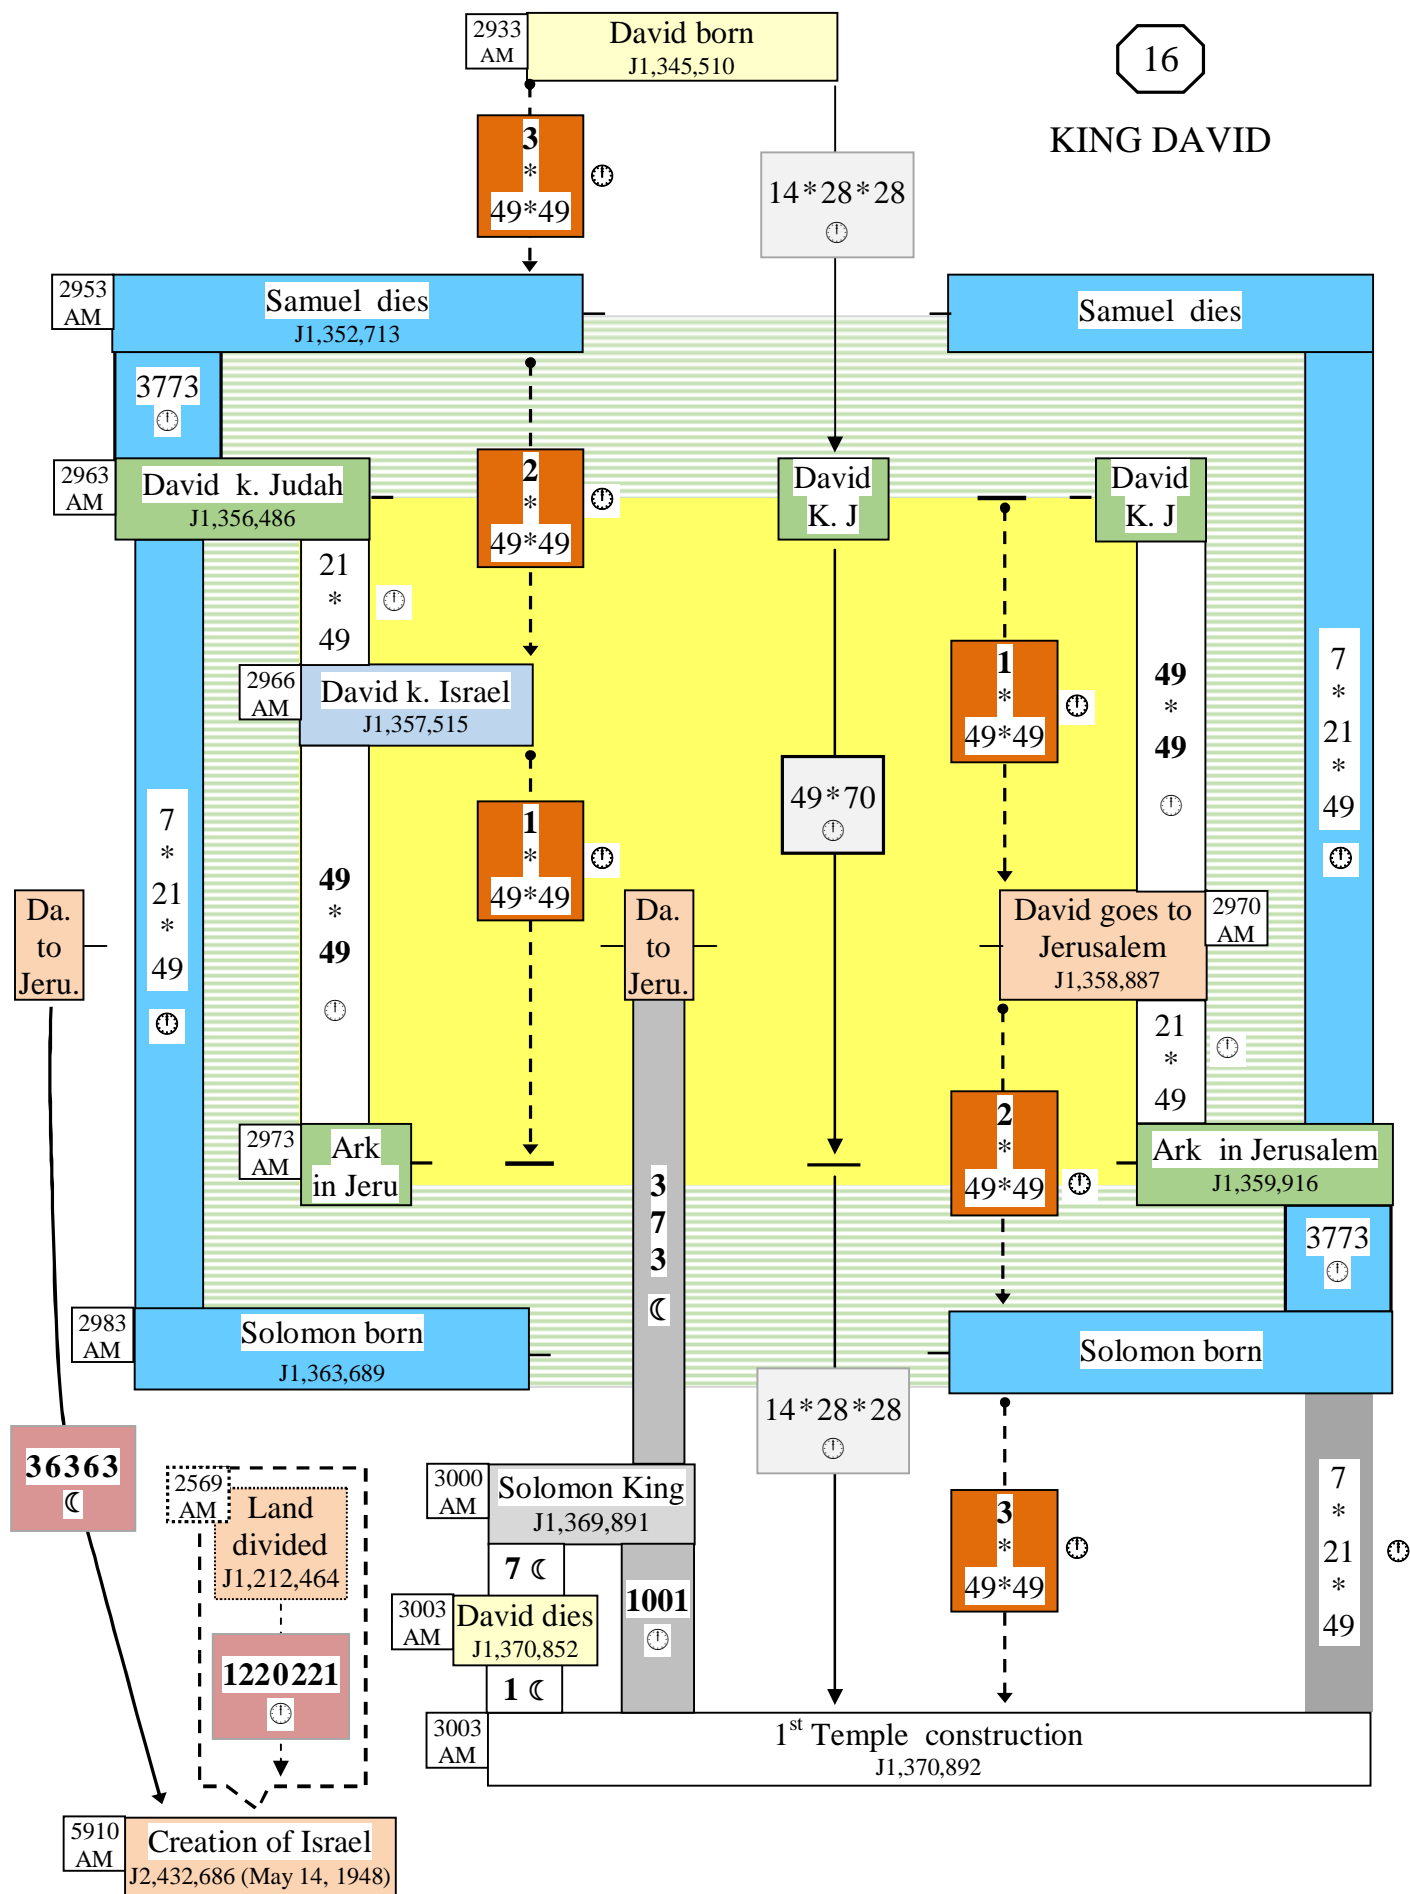 2933
AM
David born
J1,345,510
16
KING DAVID
3
*
49*49
14*28*28
2953
AM
Samuel dies
J1,352,713
Samuel dies
3773
2963
AM
David k. Judah
J1,356,486
2
*
49*49
David
K. J
David
K. J
21
*
49
2966
AM
David k. Israel
J1,357,515
1
*
49*49
49
*
49
7
*
21
*
49
49*70
7
*
21
*
49
1
*
49*49
49
*
49
Da.
to
Jeru.
Da.
to
Jeru.
David goes to
Jerusalem
J1,358,887
2970
AM
21
*
49
2973
AM
Ark
in Jeru
2
*
49*49
Ark in Jerusalem
J1,359,916
3
7
3
3773
2983
AM
Solomon born
J1,363,689
Solomon born
14*28*28
36363
2569
AM
Land
divided
J1,212,464
3000
AM
Solomon King
J1,369,891
3
*
49*49
7
*
21
*
49
7
1001
3003
AM
David dies
J1,370,852
1220221
1
3003
AM
1st Temple construction
J1,370,892
5910
AM
Creation of Israel
J2,432,686 (May 14, 1948)